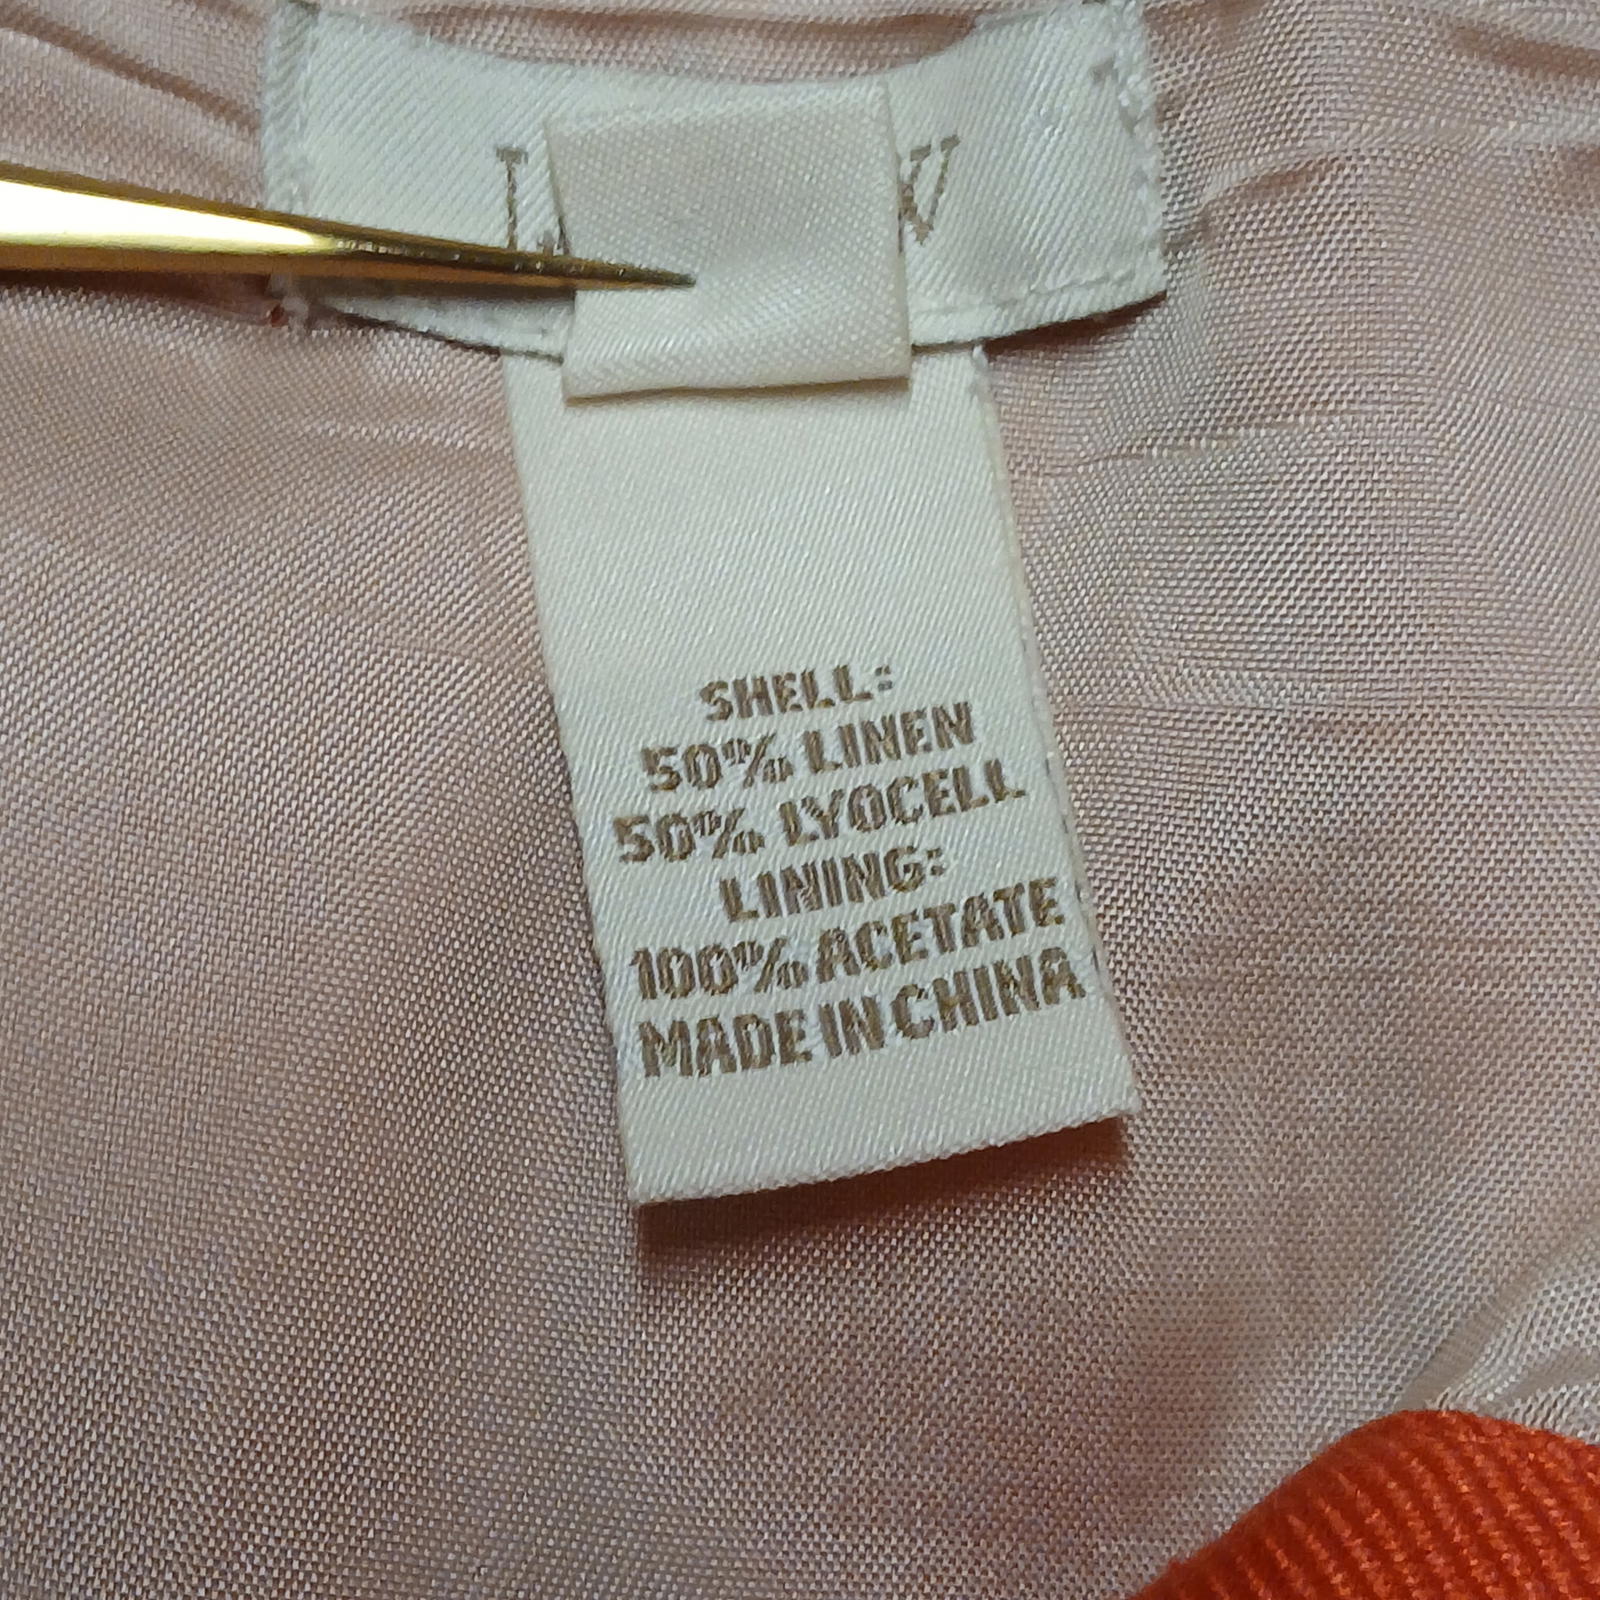 SHELL:
50% LINEN
50% LYOCELL
LINING:
100% ACETATE
MADE IN CHINA